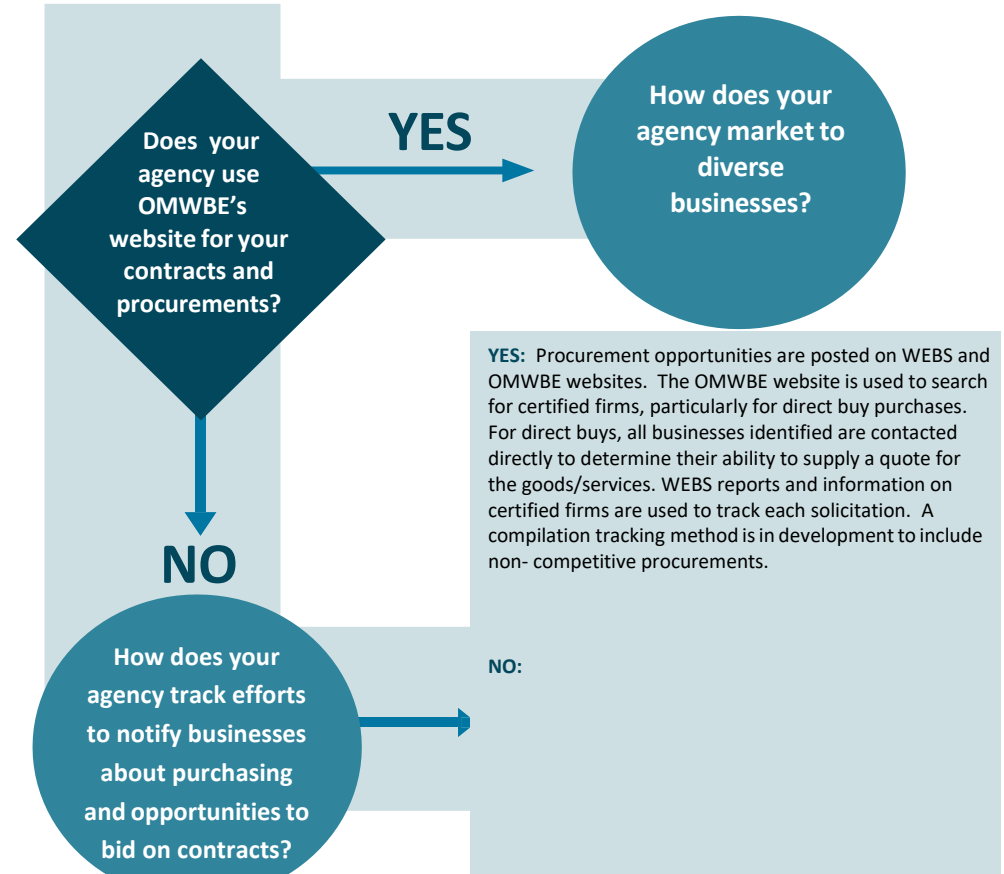 Does your
agency use
OMWBE's
website for your
contracts and
procurements?
YES
How does your
agency market to
diverse
businesses?
YES: Procurement opportunities are posted on WEBS and
OMWBE websites. The OMWBE website is used to search
for certified firms, particularly for direct buy purchases.
For direct buys, all businesses identified are contacted
directly to determine their ability to supply a quote for
the goods/services. WEBS reports and information on
certified firms are used to track each solicitation. A
compilation tracking method is in development to include
non- competitive procurements.
NO
NO:
How does your
agency track efforts
to notify businesses
about purchasing
and opportunities to
bid on contracts?